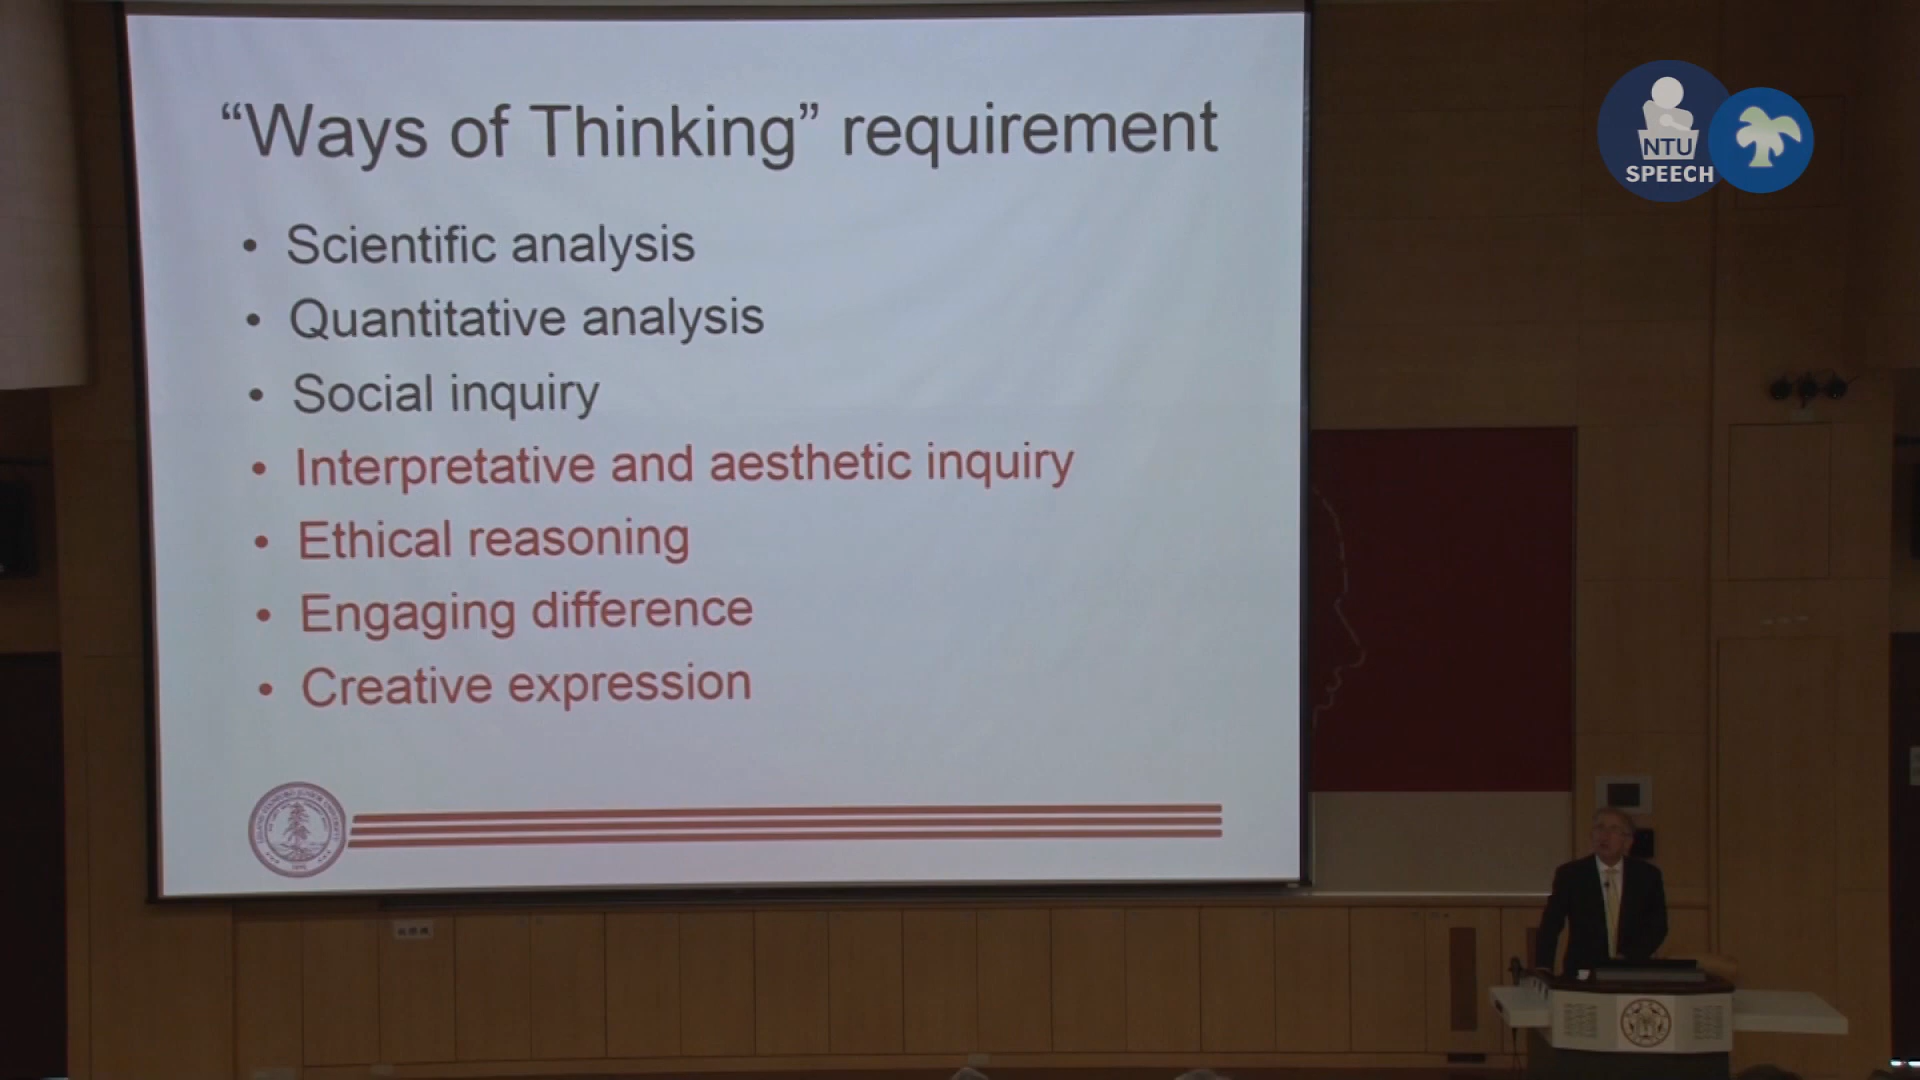 “Ways of Thinking” requirement
• Scientific analysis
• Quantitative analysis
• Social inquiry
• Interpretative and aesthetic inquiry
• Ethical reasoning
• Engaging difference
• Creative expression
NTU
SPEECH